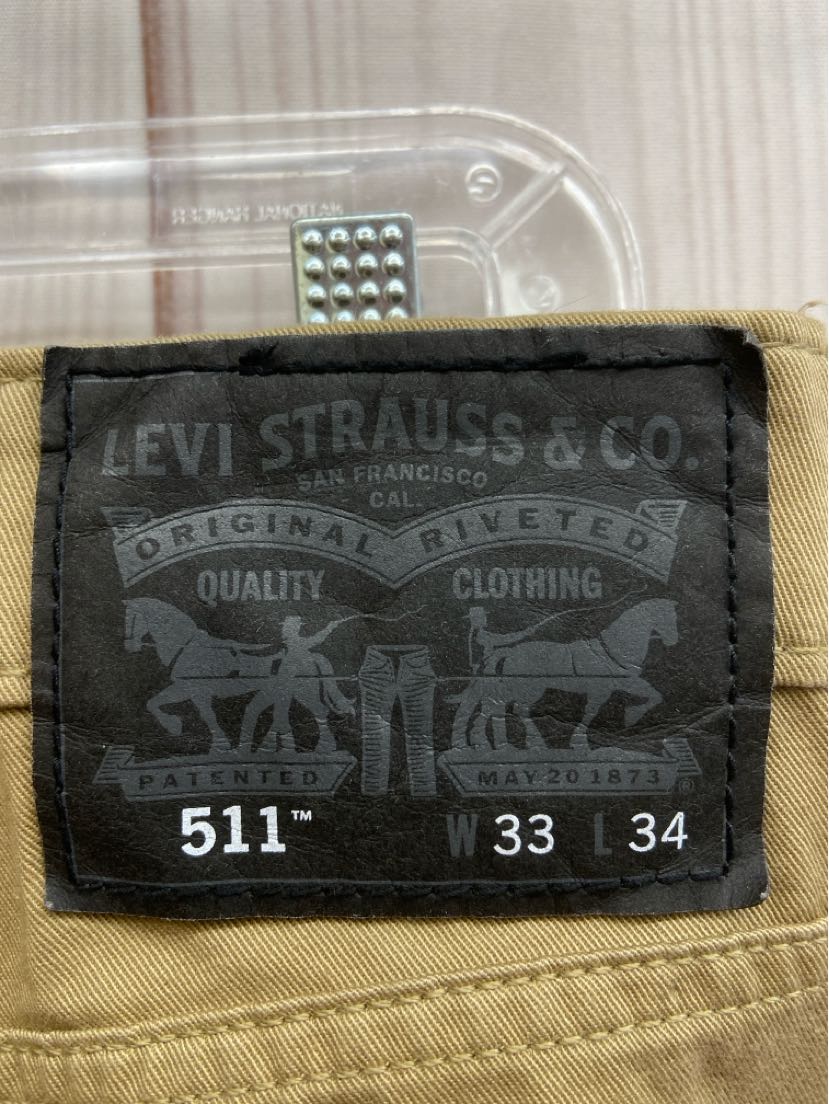 NATIONAL HANGER
LEVI STRAUSS & CO.
SAN FRANCISCO
CAL.
ORIGINAL RIVETED
QUALITY CLOTHING
PATENTED MAY 20 1873 ®
511™ W 33 L 34